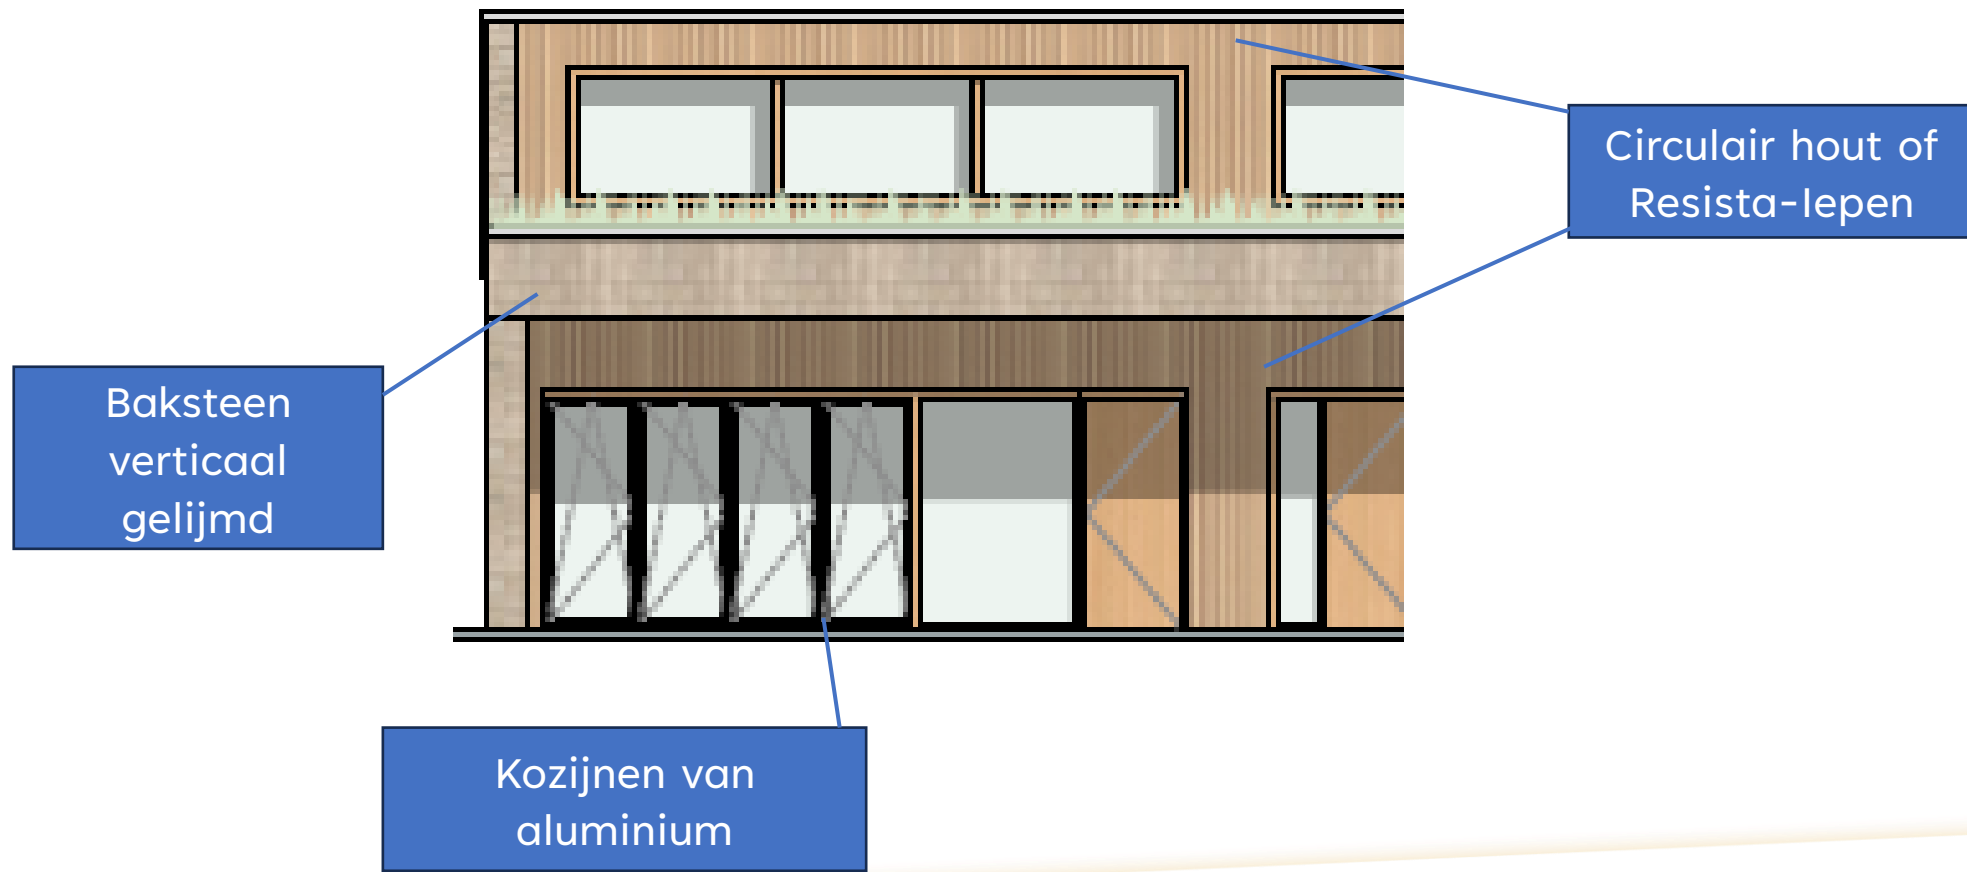 Circulair hout of
Resista-Iepen
Baksteen
verticaal
gelijmd
Kozijnen van
aluminium